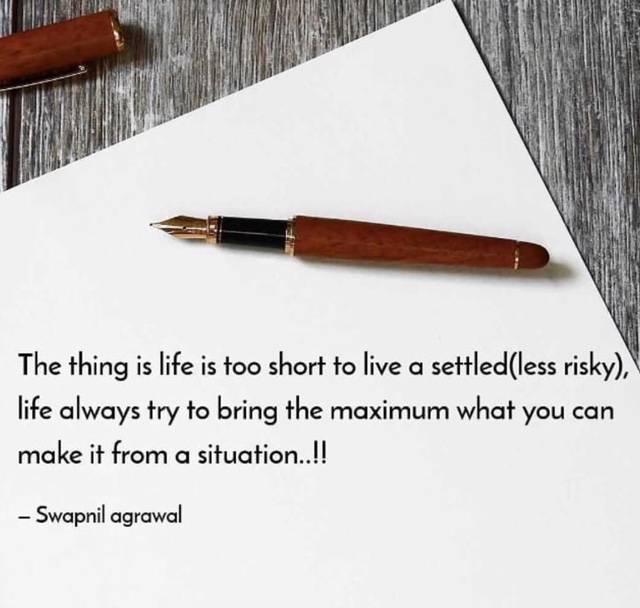 The thing is life is too short to live a settled(less risky),
life always try to bring the maximum what you can
make it from a situation..!!
– Swapnil agrawal